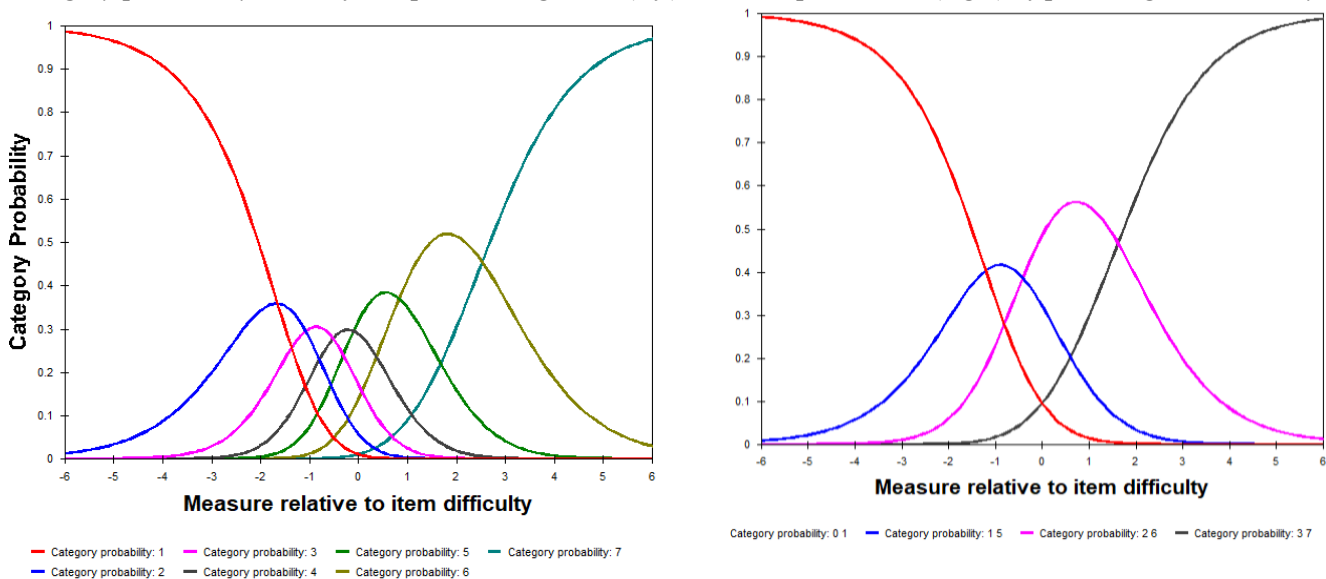 1
0.9
0.8
0.7
0.6
0.5
0.4
0.3
0.2
0.1
0
Category Probability
-6 -5 -4 -3 -2 -1 0 1 2 3 4 5 6
Measure relative to item difficulty
Category probability: 1 Category probability: 3 Category probability: 5 Category probability: 7
Category probability: 2 Category probability: 4 Category probability: 6
1
0.9
0.8
0.7
0.6
0.5
0.4
0.3
0.2
0.1
0
-6 -5 -4 -3 -2 -1 0 1 2 3 4 5 6
Measure relative to item difficulty
Category probability: 0 1 Category probability: 1 5 Category probability: 2 6 Category probability: 3 7